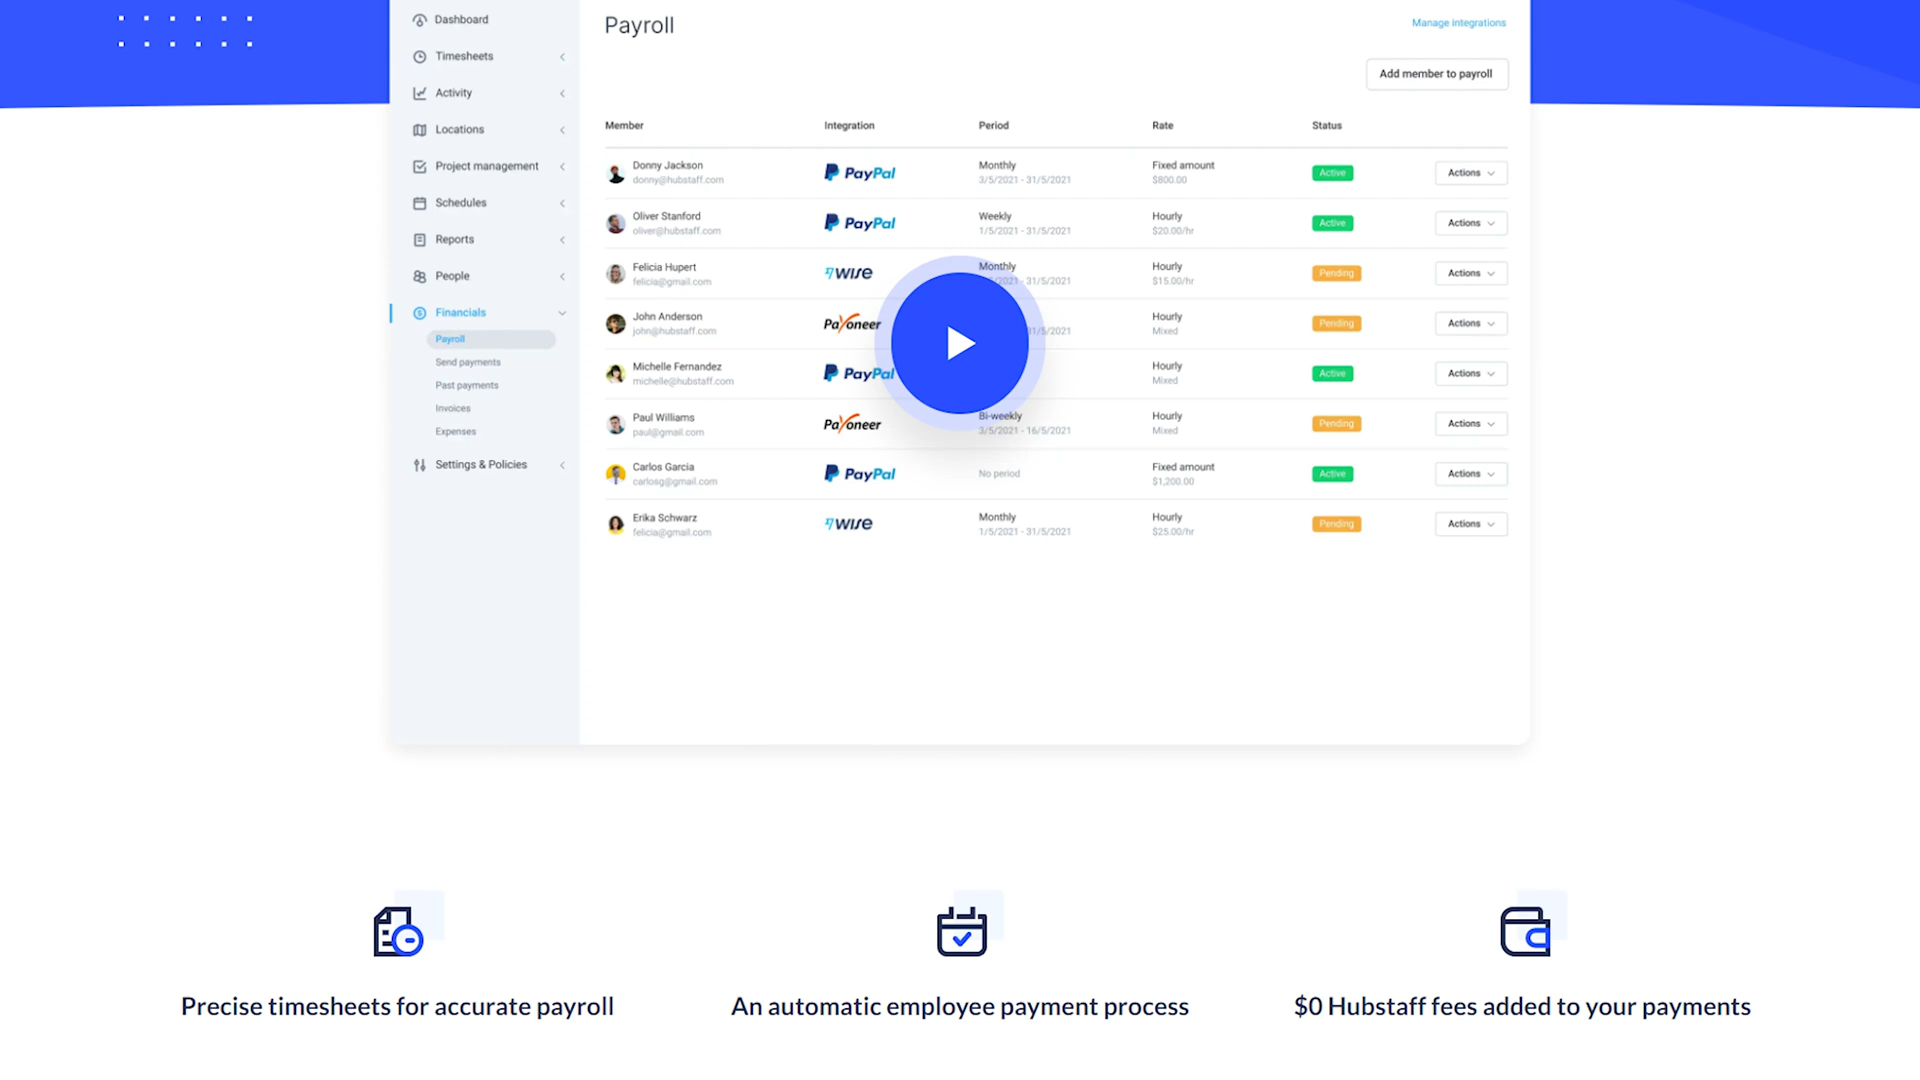 Dashboard
Timesheets
Activity
Locations
Project management
Schedules
Reports
People
Financials
Payroll
Send payments
Past payments
Invoices
Expenses
Settings & Policies
Payroll
Manage integrations
Add member to payroll
Member Integration Period Rate Status
Donny Jackson PayPal Monthly Fixed amount Active Actions
donny@hubstaff.com 3/5/2021 - 31/5/2021 $800.00
Oliver Stanford PayPal Weekly Hourly Active Actions
oliver@hubstaff.com 1/5/2021 - 31/5/2021 $20.00/hr
Felicia Hupert WISE Monthly Hourly Pending Actions
felicia@gmail.com /2021 - 31/5/2021 $15.00/hr
John Anderson Payoneer Hourly Pending Actions
john@hubstaff.com 1/5/2021 Mixed
Michelle Fernandez PayPal Hourly Active Actions
michelle@hubstaff.com Mixed
Paul Williams Payoneer Bi-weekly Hourly Pending Actions
paul@gmail.com 3/5/2021 - 16/5/2021 Mixed
Carlos Garcia PayPal No period Fixed amount Active Actions
carlosg@gmail.com $1,200.00
Erika Schwarz WISE Monthly Hourly Pending Actions
felicia@gmail.com 1/5/2021 - 31/5/2021 $25.00/hr
Precise timesheets for accurate payroll
An automatic employee payment process
$0 Hubstaff fees added to your payments